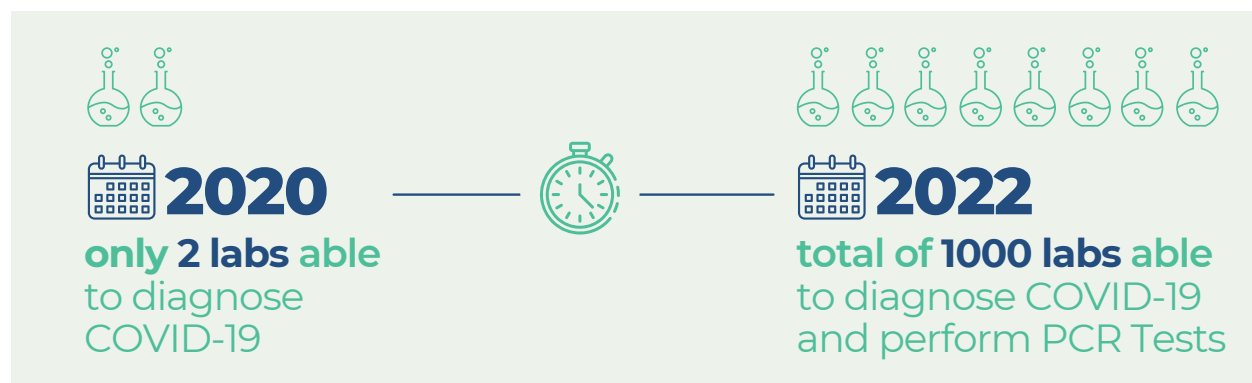 2020
only 2 labs able
to diagnose
COVID-19
2022
total of 1000 labs able
to diagnose COVID-19
and perform PCR Tests